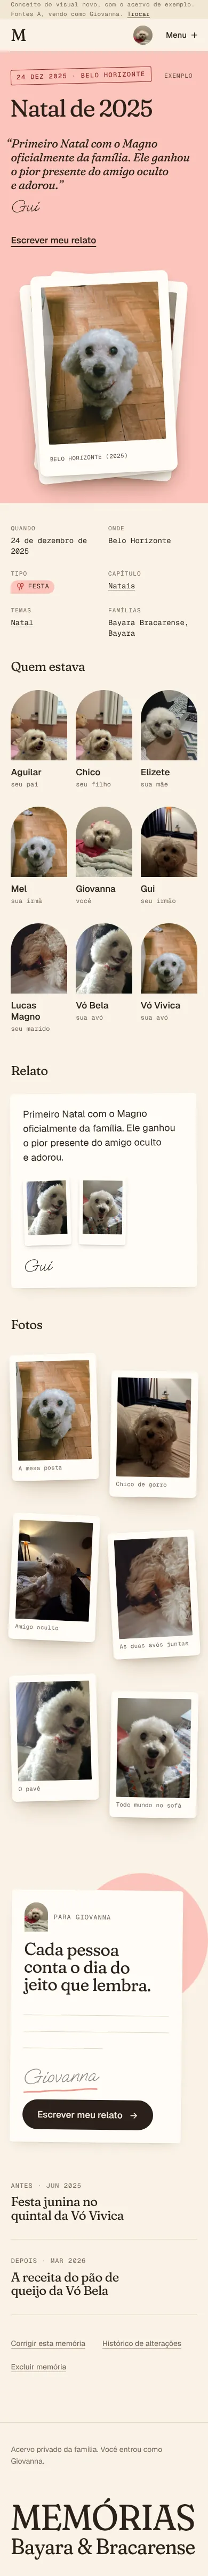 Conceito do visual novo, com o acervo de exemplo.
Fontes A, vendo como Giovanna. Trocar
M
Menu +
24 DEZ 2025 · BELO HORIZONTE
EXEMPLO
Natal de 2025
“Primeiro Natal com o Magno
oficialmente da família. Ele ganhou
o pior presente do amigo oculto
e adorou.”
Gui
Escrever meu relato
BELO HORIZONTE (2025)
QUANDO
24 de dezembro de
2025
ONDE
Belo Horizonte
TIPO
FESTA
CAPÍTULO
Natais
TEMAS
Natal
FAMÍLIAS
Bayara Bracarense,
Bayara
Quem estava
Aguilar
seu pai
Chico
seu filho
Elizete
sua mãe
Mel
sua irmã
Giovanna
você
Gui
seu irmão
Lucas
Magno
seu marido
Vó Bela
sua avó
Vó Vivica
sua avó
Relato
Primeiro Natal com o Magno
oficialmente da família. Ele ganhou
o pior presente do amigo oculto
e adorou.
Gui
Fotos
A mesa posta
Chico de gorro
Amigo oculto
As duas avós juntas
O pavê
Todo mundo no sofá
PARA GIOVANNA
Cada pessoa
conta o dia do
jeito que lembra.
Giovanna
Escrever meu relato →
ANTES · JUN 2025
Festa junina no
quintal da Vó Vivica
DEPOIS · MAR 2026
A receita do pão de
queijo da Vó Bela
Corrigir esta memória
Histórico de alterações
Excluir memória
Acervo privado da família. Você entrou como
Giovanna.
MEMÓRIAS
Bayara & Bracarense